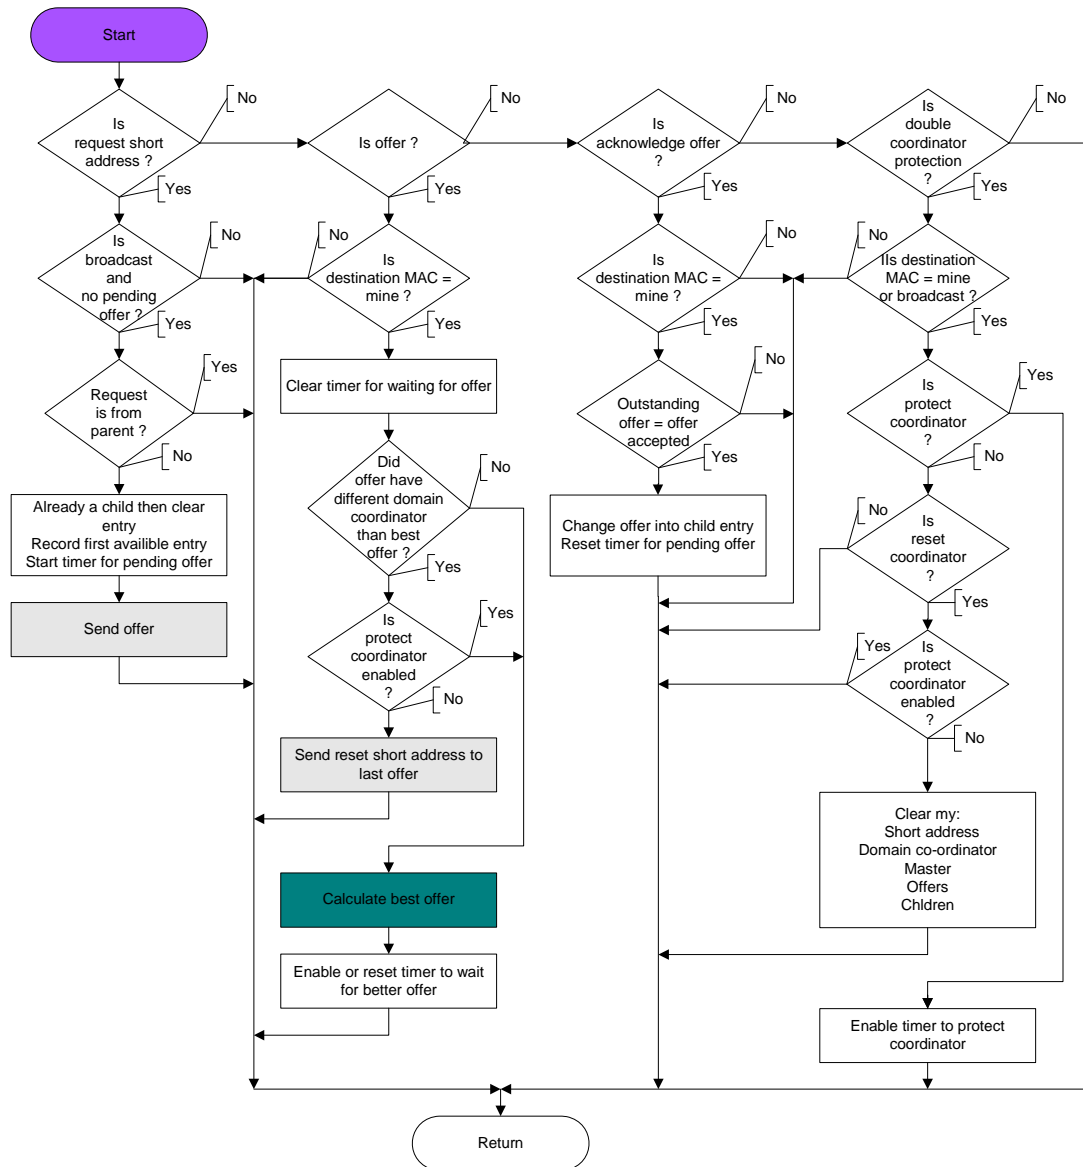 Start
No
No
No
No
Is
request short
address ?
Is offer ?
Is
acknowledge offer
?
Is
double
coordinator
protection
?
Yes
Yes
Yes
Yes
Is
broadcast
and
no pending
offer ?
No
No
Is
destination MAC =
mine ?
Is
destination MAC =
mine ?
No
No
IIs destination
MAC = mine
or broadcast ?
Yes
Yes
Yes
Yes
Request
is from
parent ?
Yes
Clear timer for waiting for offer
Outstanding
offer = offer
accepted
No
Is
protect
coordinator
?
Yes
No
Did
offer have
different domain
coordinator
than best
offer ?
No
Yes
No
Already a child then clear
entry
Record first availible entry
Start timer for pending offer
Change offer into child entry
Reset timer for pending offer
No
Is
reset
coordinator
?
Yes
Yes
Send offer
Is
protect
coordinator
enabled
?
Yes
Yes
Is
protect
coordinator
enabled
?
No
No
Send reset short address to
last offer
Clear my:
Short address
Domain co-ordinator
Master
Offers
Chldren
Calculate best offer
Enable or reset timer to wait
for better offer
Enable timer to protect
coordinator
Return